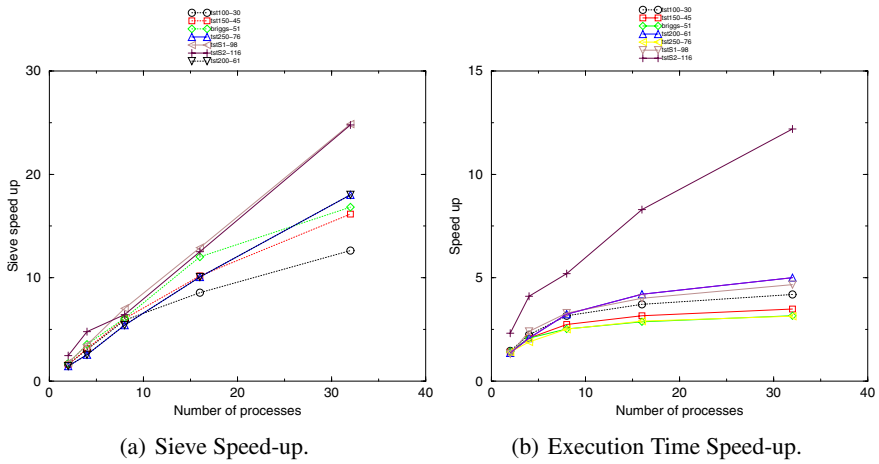 tst100-30
tst150-45
briggs-51
tst250-76
tstS1-98
tstS2-116
tst200-61
30
20
10
0
Sieve speed up
0 10 20 30 40
Number of processes
(a) Sieve Speed-up.
tst100-30
tst150-45
briggs-51
tst200-61
tst250-76
tstS1-98
tstS2-116
15
10
5
0
Speed up
0 10 20 30 40
Number of processes
(b) Execution Time Speed-up.